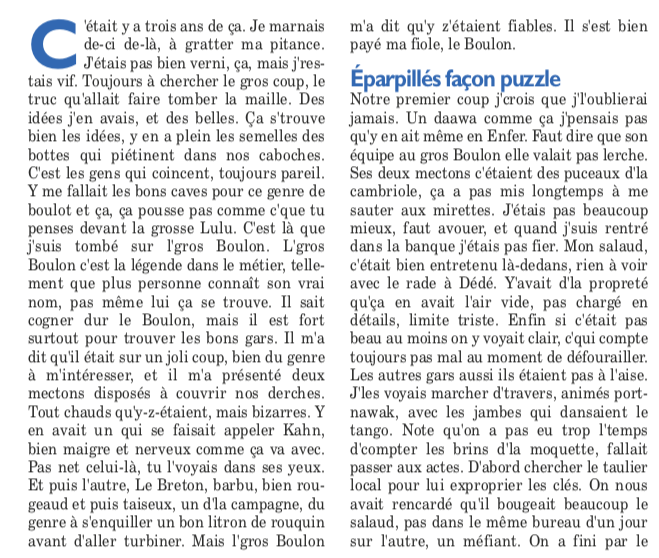 C'était y a trois ans de ça. Je marnais
de-ci de-là, à gratter ma pitance.
J'étais pas bien verni, ça, mais j'res-
tais vif. Toujours à chercher le gros coup, le
truc qu'allait faire tomber la maille. Des
idées j'en avais, et des belles. Ça s'trouve
bien les idées, y en a plein les semelles des
bottes qui piétinent dans nos caboches.
C'est les gens qui coincent, toujours pareil.
Y me fallait les bons caves pour ce genre de
boulot et ça, ça pousse pas comme c'que tu
penses devant la grosse Lulu. C'est là que
j'suis tombé sur l'gros Boulon. L'gros
Boulon c'est la légende dans le métier, telle-
ment que plus personne connaît son vrai
nom, pas même lui ça se trouve. Il sait
cogner dur le Boulon, mais il est fort
surtout pour trouver les bons gars. Il m'a
dit qu'il était sur un joli coup, bien du genre
à m'intéresser, et il m'a présenté deux
mectons disposés à couvrir nos derches.
Tout chauds qu'y-z-étaient, mais bizarres. Y
en avait un qui se faisait appeler Kahn,
bien maigre et nerveux comme ça va avec.
Pas net celui-là, tu l'voyais dans ses yeux.
Et puis l'autre, Le Breton, barbu, bien rou-
geaud et puis taiseux, un d'la campagne, du
genre à s'enquiller un bon litron de rouquin
avant d'aller turbiner. Mais l'gros Boulon
m'a dit qu'y z'étaient fiables. Il s'est bien
payé ma fiole, le Boulon.
Éparpillés façon puzzle
Notre premier coup j'crois que j'l'oublierai
jamais. Un daawa comme ça j'pensais pas
qu'y en ait même en Enfer. Faut dire que son
équipe au gros Boulon elle valait pas lerche.
Ses deux mectons c'étaient des puceaux d'la
cambriole, ça a pas mis longtemps à me
sauter aux mirettes. J'étais pas beaucoup
mieux, faut avouer, et quand j'suis rentré
dans la banque j'étais pas fier. Mon salaud,
c'était bien entretenu là-dedans, rien à voir
avec le rade à Dédé. Y'avait d'la propreté
qu'ça en avait l'air vide, pas chargé en
détails, limite triste. Enfin si c'était pas
beau au moins on y voyait clair, c'qui compte
toujours pas mal au moment de défourailler.
Les autres gars aussi ils étaient pas à l'aise.
J'les voyais marcher d'travers, animés port-
nawak, avec les jambes qui dansaient le
tango. Note qu'on a pas eu trop l'temps
d'compter les brins d'la moquette, fallait
passer aux actes. D'abord chercher le taulier
local pour lui exproprier les clés. On nous
avait rencardé qu'il bougeait beaucoup le
salaud, pas dans le même bureau d'un jour
sur l'autre, un méfiant. On a fini par le